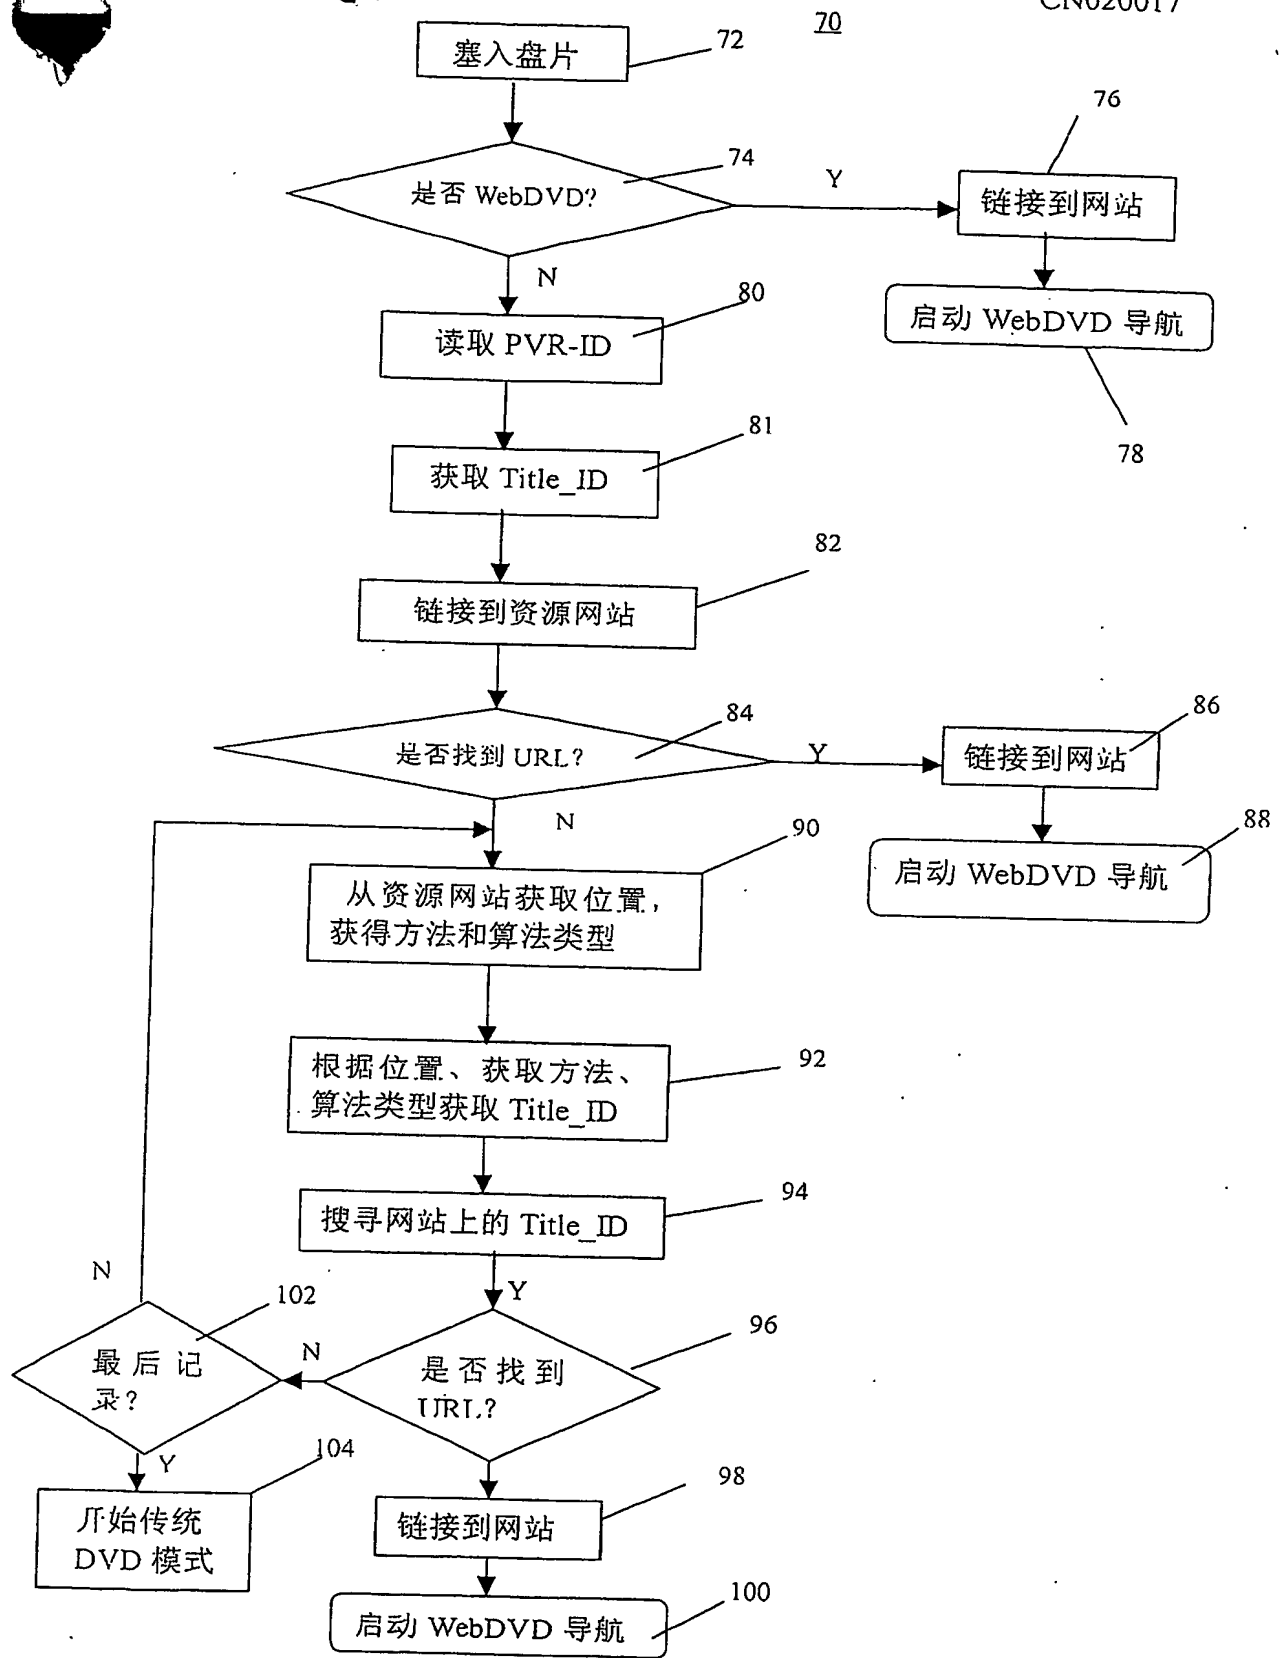 70
CN020017
塞入盘片
72
76
是否 WebDVD?
74
Y
链接到网站
N
80
启动 WebDVD 导航
读取 PVR-ID
78
81
获取 Title_ID
82
链接到资源网站
84
86
是否找到 URL?
Y
链接到网站
N
90
88
启动 WebDVD 导航
从资源网站获取位置，
获得方法和算法类型
92
根据位置、获取方法、
算法类型获取 Title_ID
94
搜寻网站上的 Title_ID
N
Y
102
96
最后记
录?
N
是否找到
URL?
Y
104
98
开始传统
DVD 模式
链接到网站
100
启动 WebDVD 导航